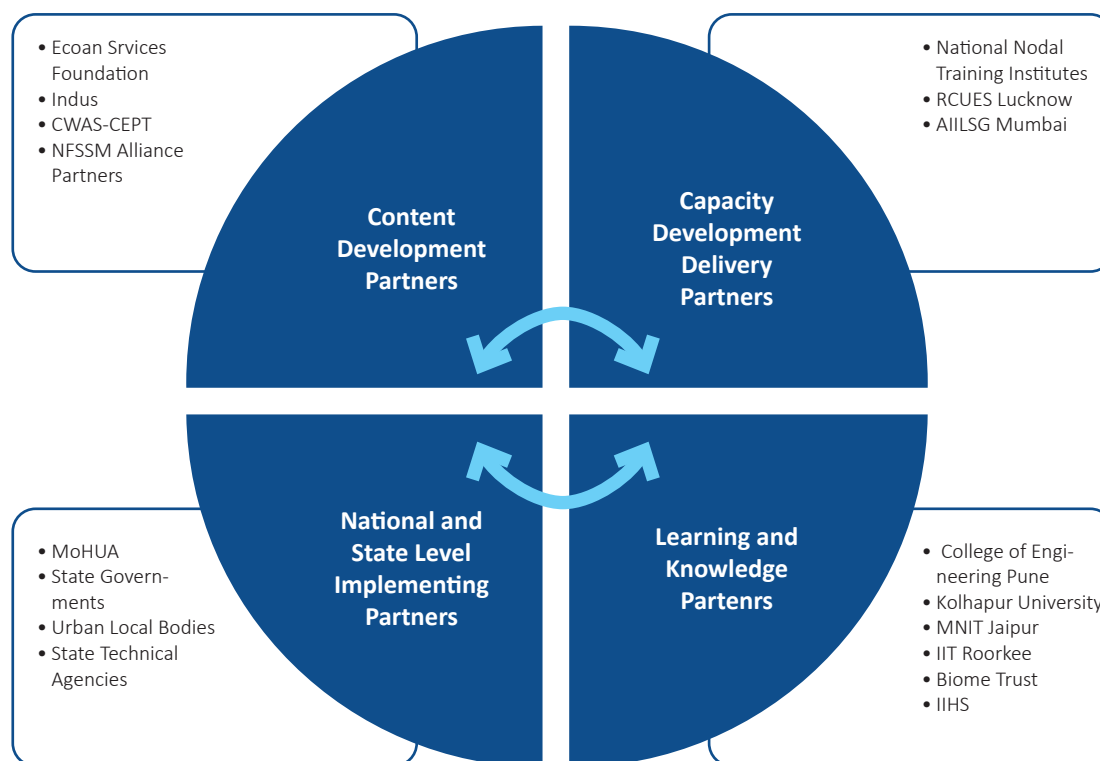 • Ecoan Srvices
Foundation
• Indus
• CWAS-CEPT
• NFSSM Alliance
Partners
• National Nodal
Training Institutes
• RCUES Lucknow
• AIILSG Mumbai
Content
Development
Partners
Capacity
Development
Delivery
Partners
National and
State Level
Implementing
Partners
Learning and
Knowledge
Partenrs
• MoHUA
• State Govern-
ments
• Urban Local Bodies
• State Technical
Agencies
• College of Engi-
neering Pune
• Kolhapur University
• MNIT Jaipur
• IIT Roorkee
• Biome Trust
• IIHS